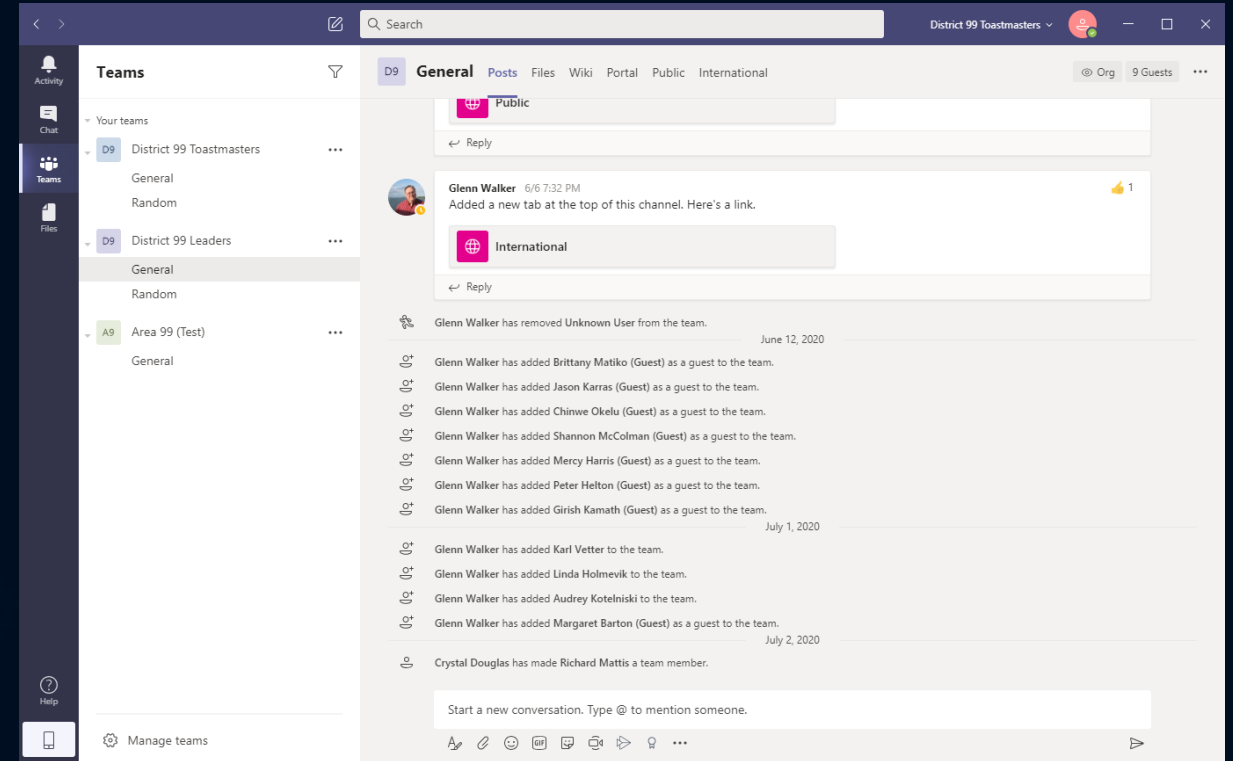 Search
District 99 Toastmasters
Activity
Chat
Teams
Files
Help
Teams
Your teams
D9 District 99 Toastmasters
General
Random
D9 District 99 Leaders
General
Random
A9 Area 99 (Test)
General
Manage teams
D9 General Posts Files Wiki Portal Public International
Org 9 Guests
Public
Reply
Glenn Walker 6/6 7:32 PM
👍 1
Added a new tab at the top of this channel. Here's a link.
International
Reply
Glenn Walker has removed Unknown User from the team.
June 12, 2020
Glenn Walker has added Brittany Matiko (Guest) as a guest to the team.
Glenn Walker has added Jason Karras (Guest) as a guest to the team.
Glenn Walker has added Chinwe Okelu (Guest) as a guest to the team.
Glenn Walker has added Shannon McColman (Guest) as a guest to the team.
Glenn Walker has added Mercy Harris (Guest) as a guest to the team.
Glenn Walker has added Peter Helton (Guest) as a guest to the team.
Glenn Walker has added Girish Kamath (Guest) as a guest to the team.
July 1, 2020
Glenn Walker has added Karl Vetter to the team.
Glenn Walker has added Linda Holmevik to the team.
Glenn Walker has added Audrey Kotelniski to the team.
Glenn Walker has added Margaret Barton (Guest) as a guest to the team.
July 2, 2020
Crystal Douglas has made Richard Mattis a team member.
Start a new conversation. Type @ to mention someone.
GIF